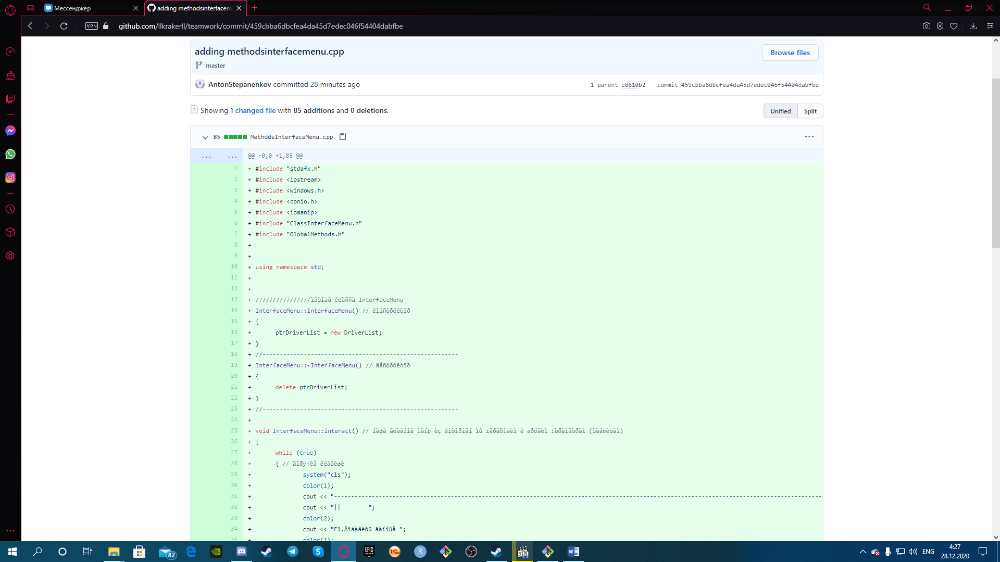 Мессенджер
adding methodsinterfacem
github.com/llkrakerll/teamwork/commit/459cbba6dbcfea4da45d7edec046f54404dabfbe
VPN
adding methodsinterfacemenu.cpp
Browse files
master
AntonStepanenkov committed 28 minutes ago
1 parent c0610b2 commit 459cbba6dbcfea4da45d7edec046f54404dabfbe
Showing 1 changed file with 85 additions and 0 deletions.
Unified Split
85 MethodsInterfaceMenu.cpp
... ... @@ -0,0 +1,85 @@
1 + #include "stdafx.h"
2 + #include <iostream>
3 + #include <windows.h>
4 + #include <conio.h>
5 + #include <iomanip>
6 + #include "ClassInterfaceMenu.h"
7 + #include "GlobalMethods.h"
8 +
9 +
10 + using namespace std;
11 +
12 +
13 + ////////////////ìåòîäû êëàññà InterfaceMenu
14 + InterfaceMenu::InterfaceMenu() // êîíñòðóêòîð
15 + {
16 + ptrDriverList = new DriverList;
17 + }
18 + //---------------------------------------------------------
19 + InterfaceMenu::~InterfaceMenu() // äåñòðóêòîð
20 + {
21 + delete ptrDriverList;
22 + }
23 + //---------------------------------------------------------
24 +
25 + void InterfaceMenu::interact() // íàøå ãëàâíîå ìåíþ èç êîòîðîãî ìû ïåðåõîäèì ê äðóãèì ïàðàìåòðàì (òàáëèöàì)
26 + {
27 + while (true)
28 + { // ãîðÿ÷èå êëàâèøè
29 + system("cls");
30 + color(1);
31 + cout << "----------------------------------------------------------------------------------------------------------------------------------------------
32 + cout << "|| ";
33 + color(2);
34 + cout << "F1.Äîáàâèòü äàííûå ";
35 + color(1);
82
EPIC GAMES
1C
R
ENG
4:27
28.12.2020